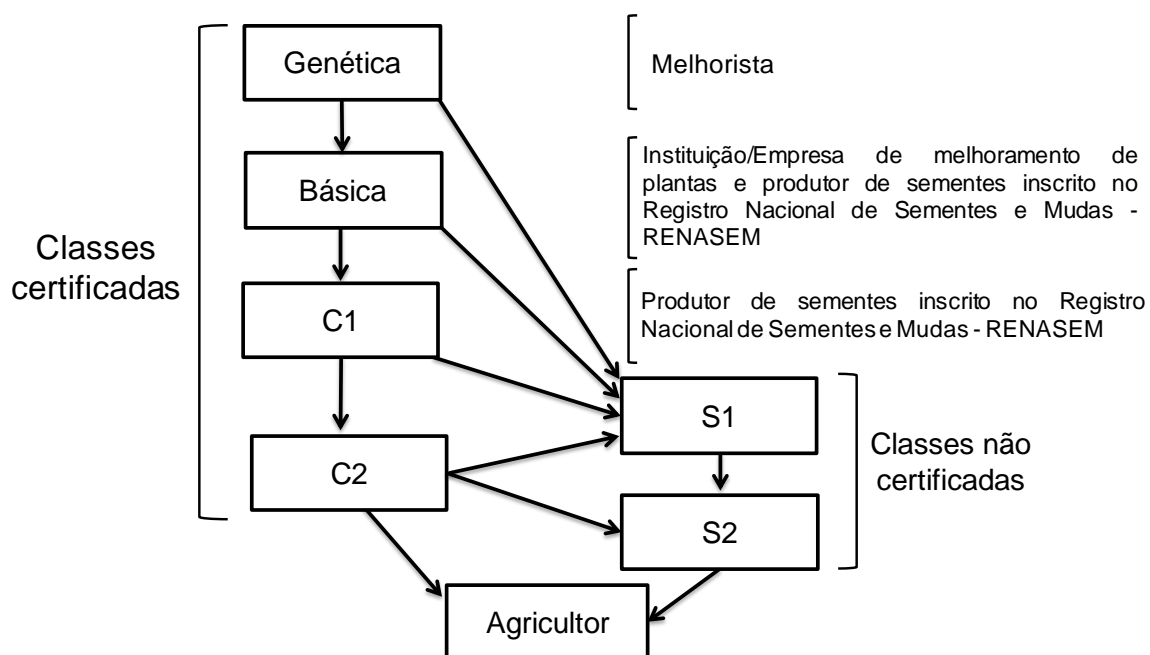 Genética
Melhorista
Instituição/Empresa de melhoramento de
plantas e produtor de sementes inscrito no
Registro Nacional de Sementes e Mudas -
RENASEM
Básica
Classes
certificadas
Produtor de sementes inscrito no Registro
Nacional de Sementes e Mudas - RENASEM
C1
S1
Classes não
certificadas
C2
S2
Agricultor